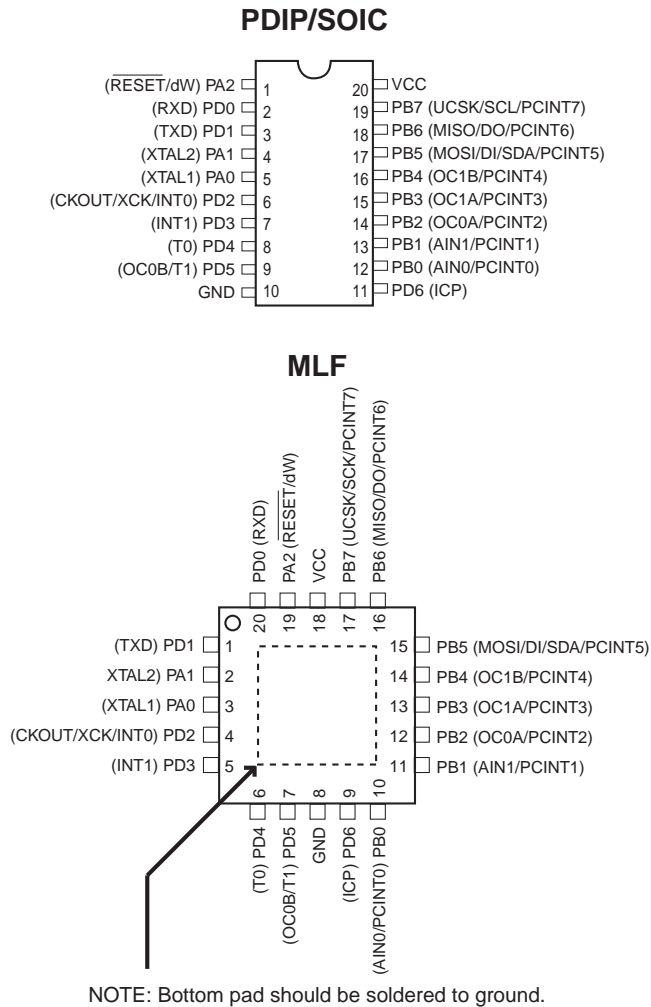 PDIP/SOIC
(RESET/dW) PA2 1 20 VCC
(RXD) PD0 2 19 PB7 (UCSK/SCL/PCINT7)
(TXD) PD1 3 18 PB6 (MISO/DO/PCINT6)
(XTAL2) PA1 4 17 PB5 (MOSI/DI/SDA/PCINT5)
(XTAL1) PA0 5 16 PB4 (OC1B/PCINT4)
(CKOUT/XCK/INT0) PD2 6 15 PB3 (OC1A/PCINT3)
(INT1) PD3 7 14 PB2 (OC0A/PCINT2)
(T0) PD4 8 13 PB1 (AIN1/PCINT1)
(OC0B/T1) PD5 9 12 PB0 (AIN0/PCINT0)
GND 10 11 PD6 (ICP)
MLF
PD0 (RXD)
PA2 (RESET/dW)
VCC
PB7 (UCSK/SCK/PCINT7)
PB6 (MISO/DO/PCINT6)
20 19 18 17 16
(TXD) PD1 1 15 PB5 (MOSI/DI/SDA/PCINT5)
XTAL2) PA1 2 14 PB4 (OC1B/PCINT4)
(XTAL1) PA0 3 13 PB3 (OC1A/PCINT3)
(CKOUT/XCK/INT0) PD2 4 12 PB2 (OC0A/PCINT2)
(INT1) PD3 5 11 PB1 (AIN1/PCINT1)
6 7 8 9 10
(T0) PD4
(OC0B/T1) PD5
GND
(ICP) PD6
(AIN0/PCINT0) PB0
NOTE: Bottom pad should be soldered to ground.